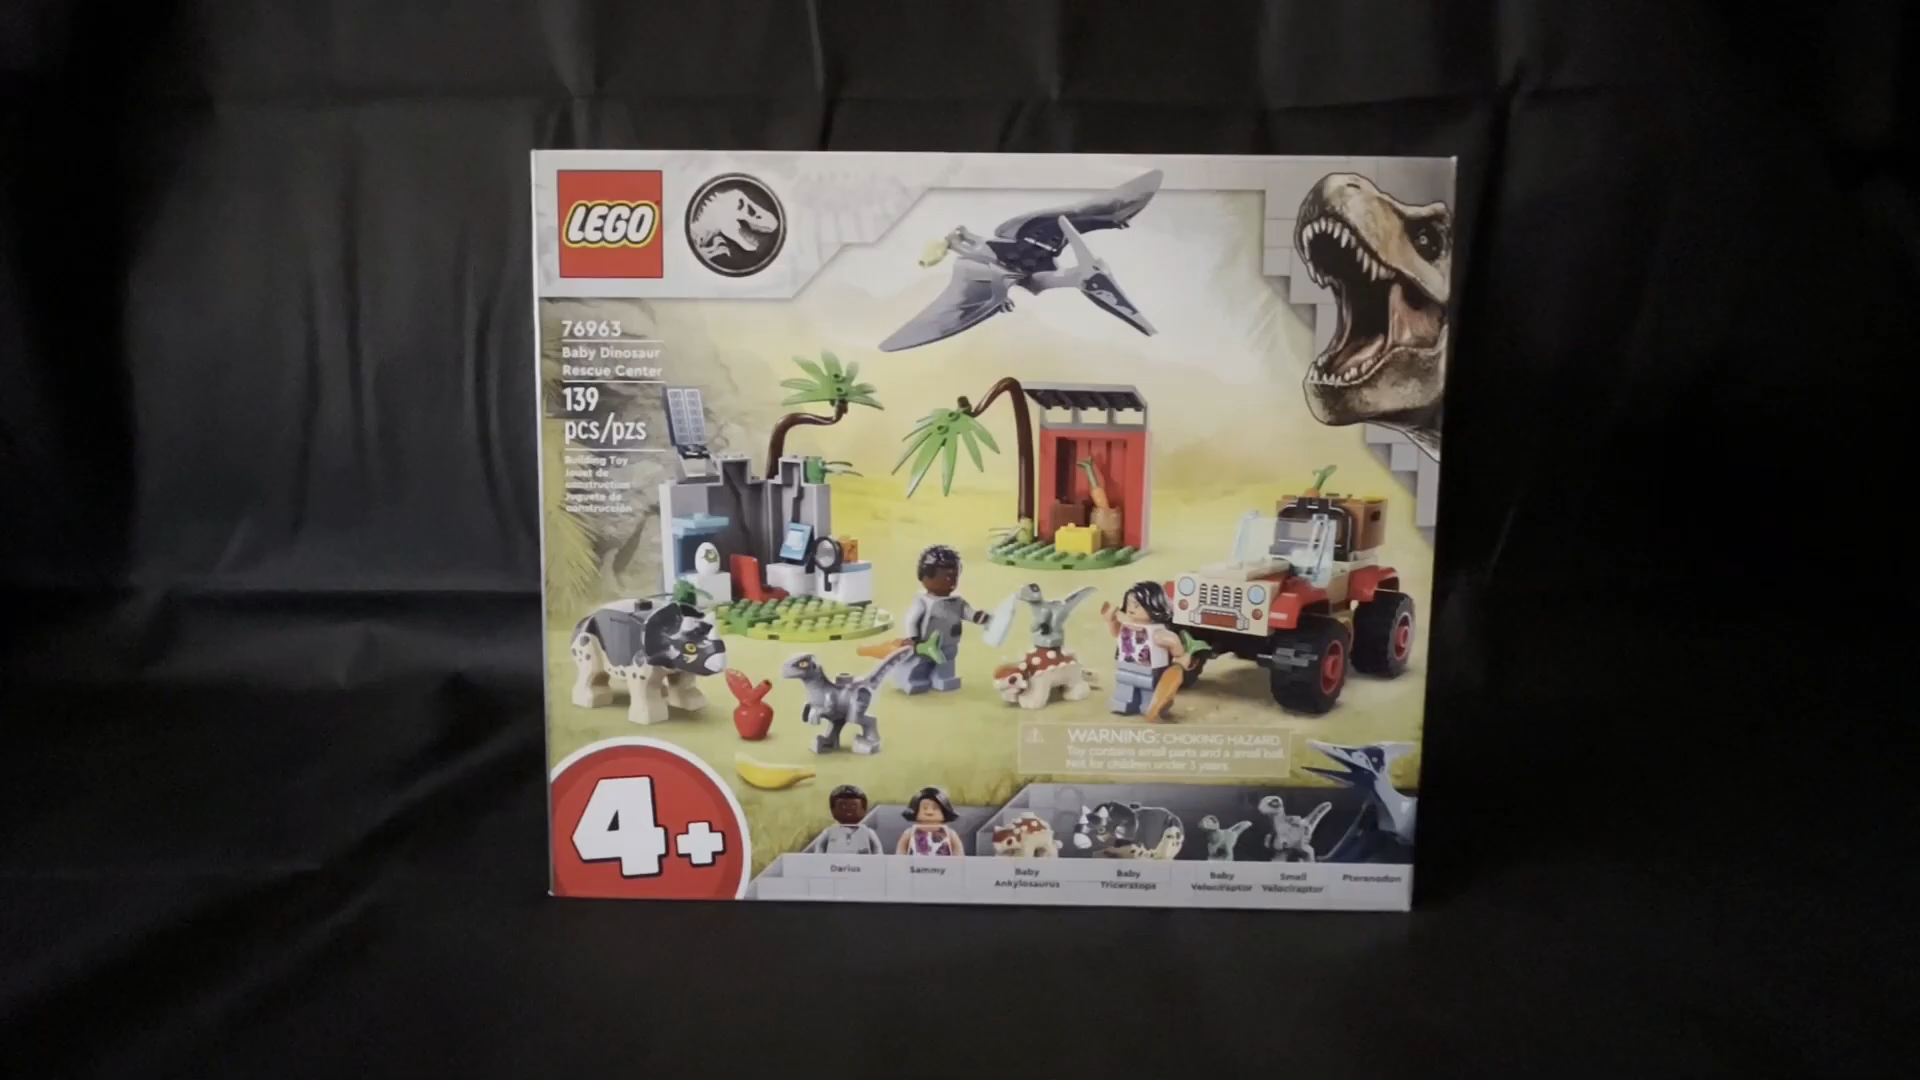 LEGO
76963
Baby Dinosaur
Rescue Center
139
pcs/pzs
Building Toy
Jouet de
construction
Juguete de
construcción
WARNING: CHOKING HAZARD.
Toy contains small parts and a small ball.
Not for children under 3 years.
4+
Darius
Sammy
Baby
Ankylosaurus
Baby
Triceratops
Baby
Velociraptor
Small
Velociraptor
Pteranodon